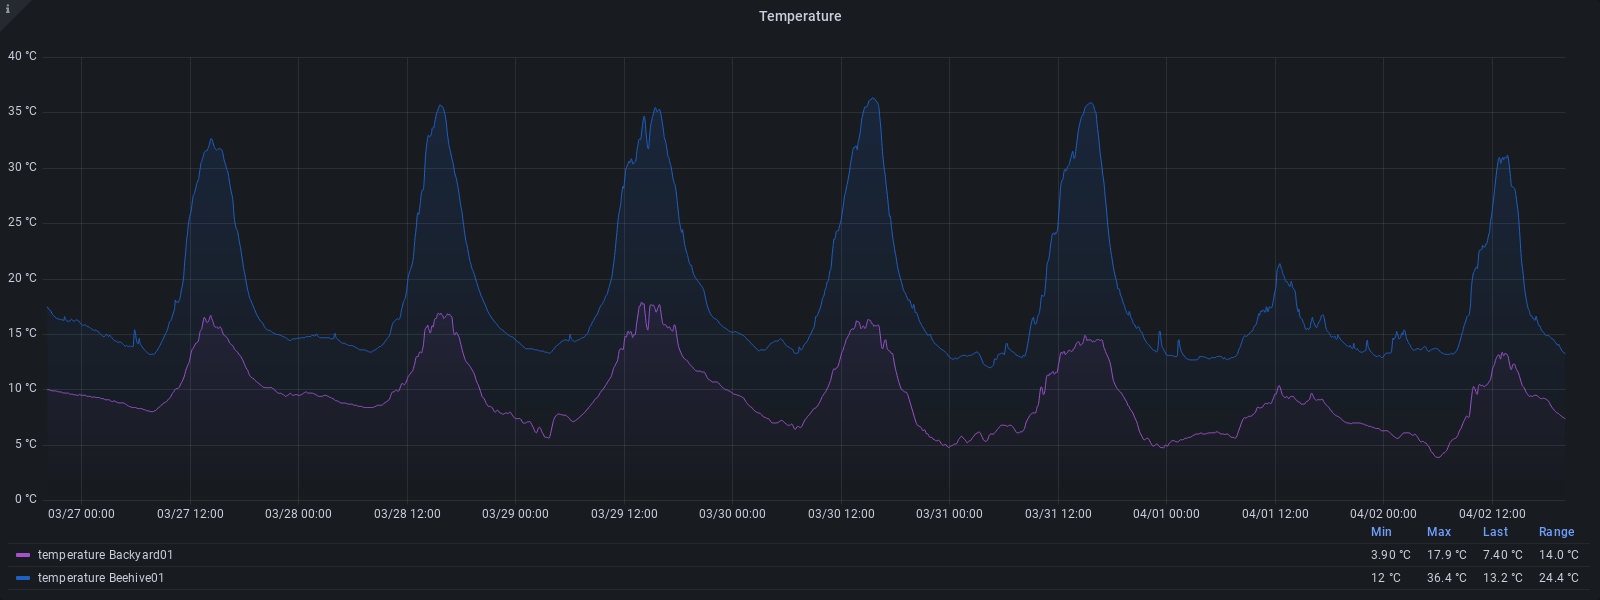 i
Temperature
40 °C
35 °C
30 °C
25 °C
20 °C
15 °C
10 °C
5 °C
0 °C
03/27 00:00 03/27 12:00 03/28 00:00 03/28 12:00 03/29 00:00 03/29 12:00 03/30 00:00 03/30 12:00 03/31 00:00 03/31 12:00 04/01 00:00 04/01 12:00 04/02 00:00 04/02 12:00
Min Max Last Range
temperature Backyard01 3.90 °C 17.9 °C 7.40 °C 14.0 °C
temperature Beehive01 12 °C 36.4 °C 13.2 °C 24.4 °C